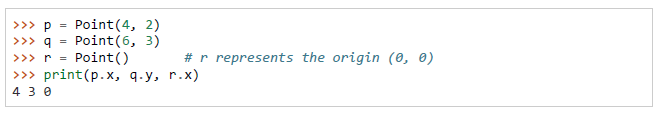 >>> p = Point(4, 2)
>>> q = Point(6, 3)
>>> r = Point()       # r represents the origin (0, 0)
>>> print(p.x, q.y, r.x)
4 3 0